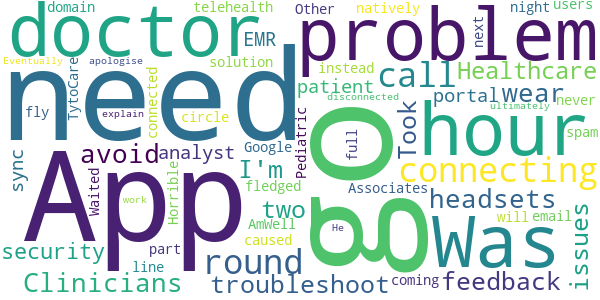 doctor
domain
telehealth
Other
natively
night
users
EMR
problem
next
Eventually
apologise
solution
instead
call
Healthcare
need
TytoCare
connected
patient
portal
wear
never
disconnected
fly
explain
circle
Took
hour
ultimately
spam
sync
avoid
analyst
Google
Pediatric
full
go
connecting
App
Waited
Horrible
I'm
fledged
Associates
headsets
work
two
AmWell
He
Was
will
email
issues
security
part
caused
round
line
coming
feedback
Clinicians
troubleshoot